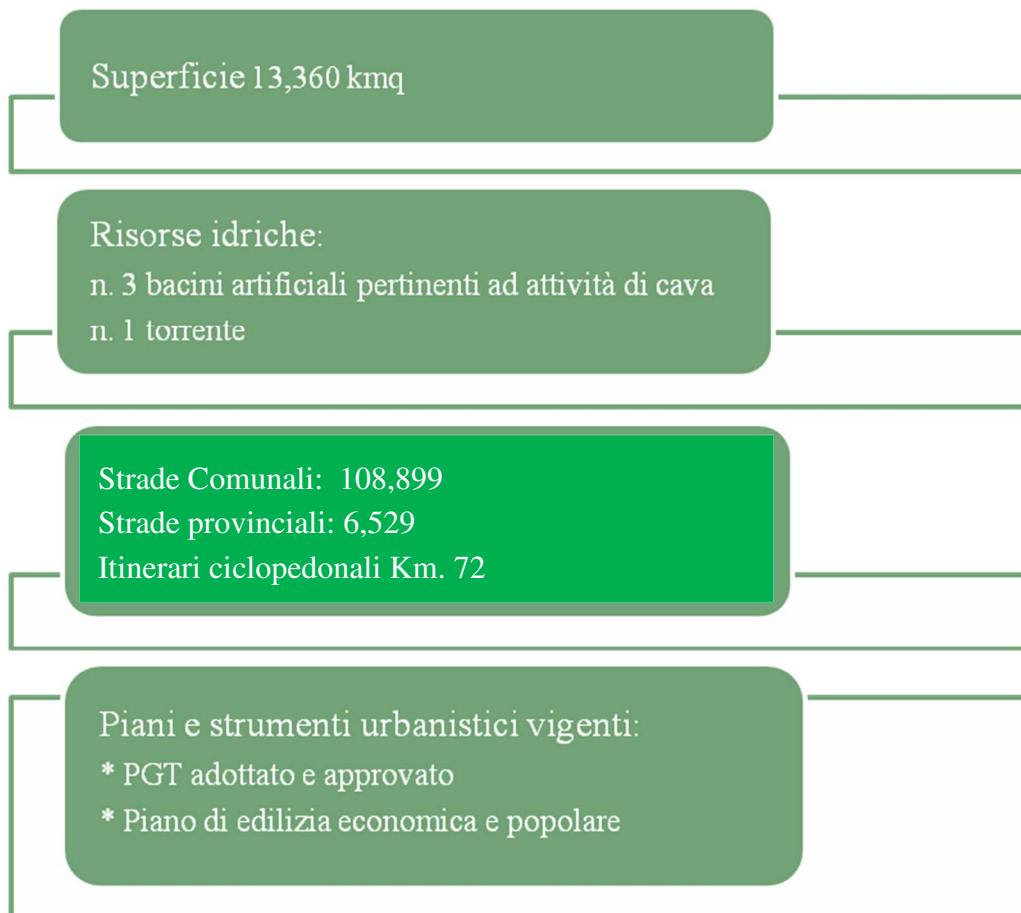 Superficie 13,360 kmq
Risorse idriche:
n. 3 bacini artificiali pertinenti ad attività di cava
n. 1 torrente
Strade Comunali:  108,899
Strade provinciali: 6,529
Itinerari ciclopedonali Km. 72
Piani e strumenti urbanistici vigenti:
* PGT adottato e approvato
* Piano di edilizia economica e popolare